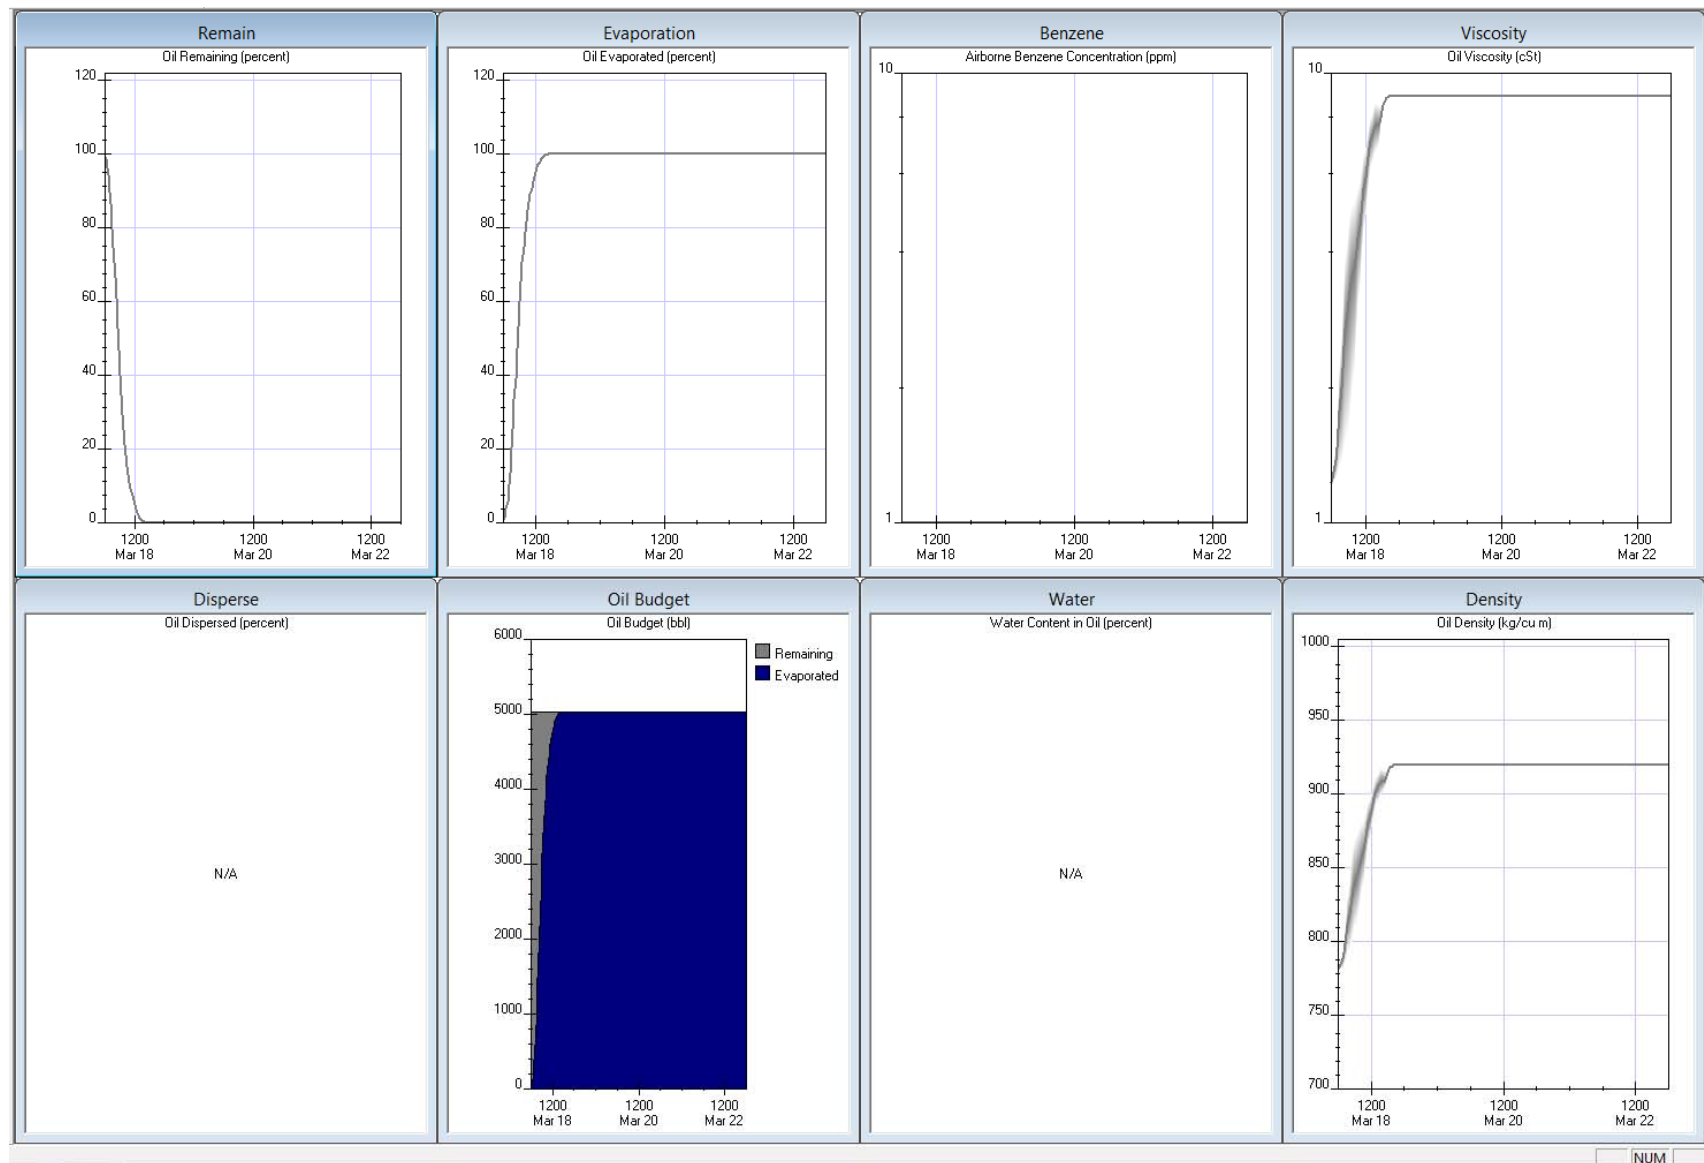 Remain
Oil Remaining (percent)
120
100
80
60
40
20
0
1200 1200 1200
Mar 18 Mar 20 Mar 22
Evaporation
Oil Evaporated (percent)
120
100
80
60
40
20
0
1200 1200 1200
Mar 18 Mar 20 Mar 22
Benzene
Airborne Benzene Concentration (ppm)
10
1
1200 1200 1200
Mar 18 Mar 20 Mar 22
Viscosity
Oil Viscosity (cSt)
10
1
1200 1200 1200
Mar 18 Mar 20 Mar 22
Disperse
Oil Dispersed (percent)
N/A
Oil Budget
Oil Budget (bbl)
6000
5000
4000
3000
2000
1000
0
1200 1200 1200
Mar 18 Mar 20 Mar 22
Remaining
Evaporated
Water
Water Content in Oil (percent)
N/A
Density
Oil Density (kg/cu m)
1000
950
900
850
800
750
700
1200 1200 1200
Mar 18 Mar 20 Mar 22
NUM